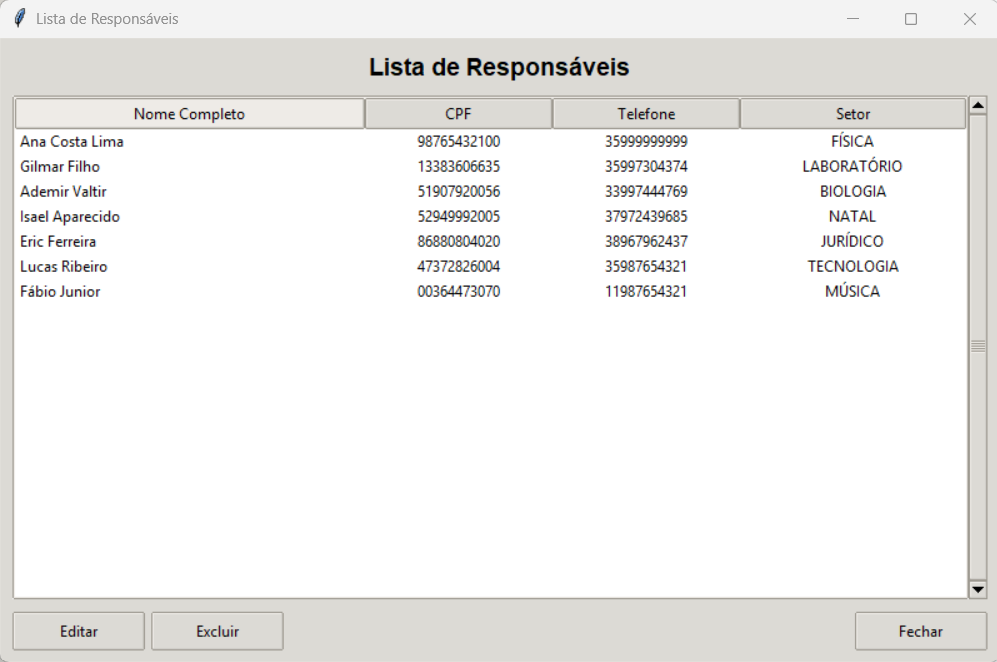 Lista de Responsáveis
Lista de Responsáveis
Nome Completo CPF Telefone Setor
Ana Costa Lima 98765432100 35999999999 FÍSICA
Gilmar Filho 13383606635 35997304374 LABORATÓRIO
Ademir Valtir 51907920056 33997444769 BIOLOGIA
Isael Aparecido 52949992005 37972439685 NATAL
Eric Ferreira 86880804020 38967962437 JURÍDICO
Lucas Ribeiro 47372826004 35987654321 TECNOLOGIA
Fábio Junior 00364473070 11987654321 MÚSICA
Editar Excluir Fechar